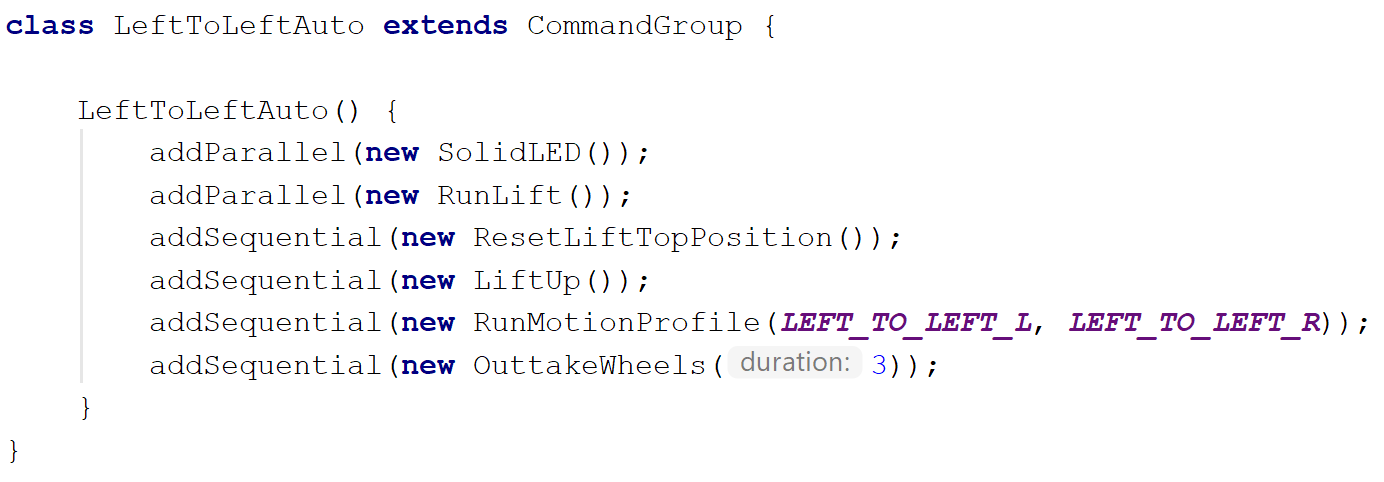 class LeftToLeftAuto extends CommandGroup {
LeftToLeftAuto() {
addParallel(new SolidLED());
addParallel(new RunLift());
addSequential(new ResetLiftTopPosition());
addSequential(new LiftUp());
addSequential(new RunMotionProfile(LEFT_TO_LEFT_L, LEFT_TO_LEFT_R));
addSequential(new OuttakeWheels( duration: 3));
}
}